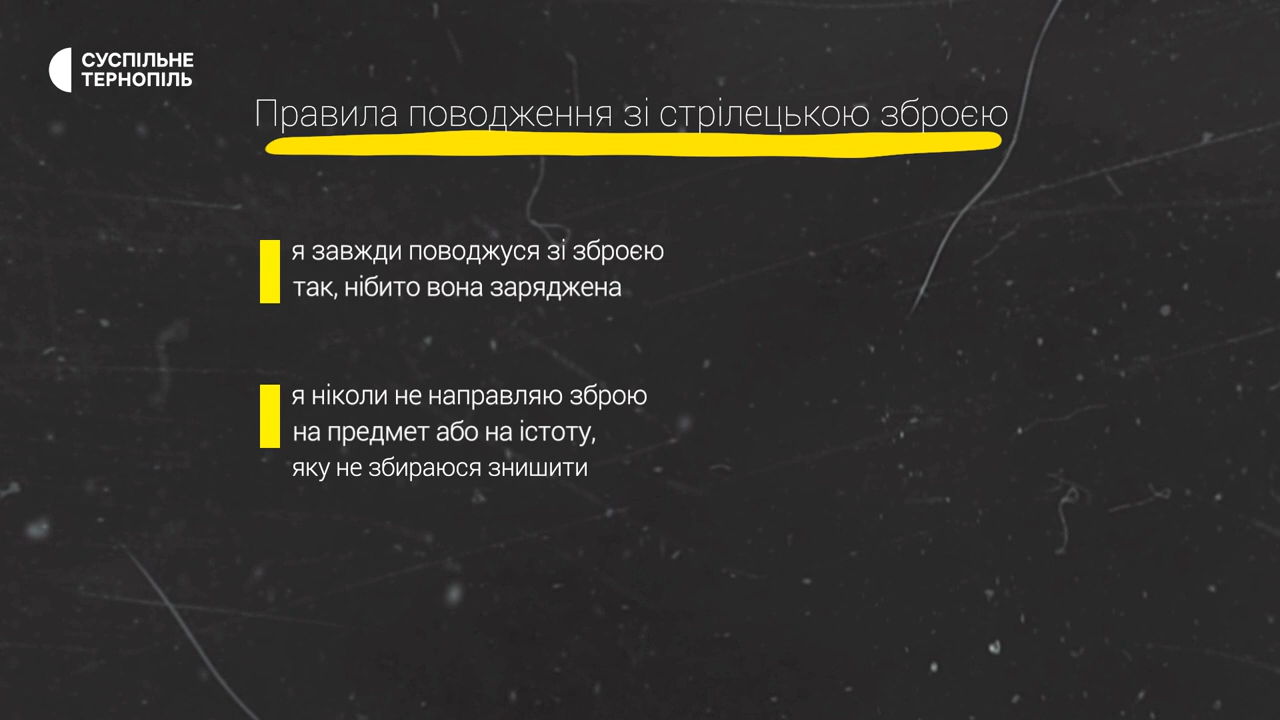 СУСПІЛЬНЕ
ТЕРНОПІЛЬ
Правила поводження зі стрілецькою зброєю
я завжди поводжуся зі зброєю
так, нібито вона заряджена
я ніколи не направляю зброю
на предмет або на істоту,
яку не збираюся знишити